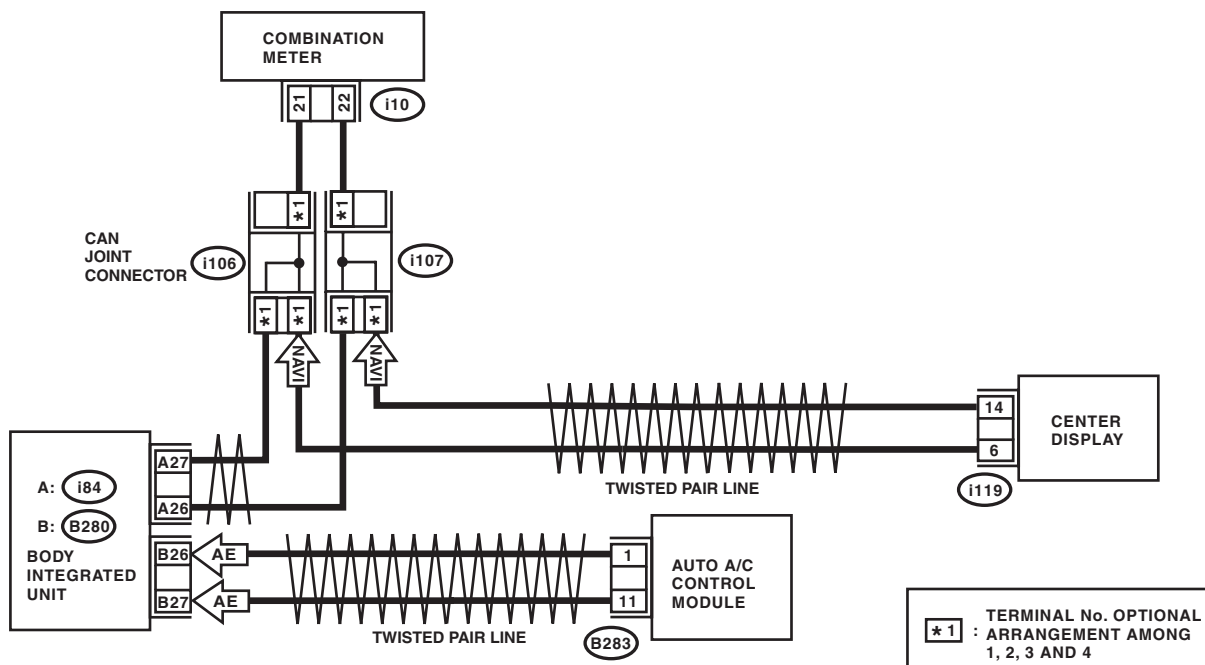 COMBINATION
METER
21
22
i10
*1
*1
CAN
JOINT
CONNECTOR
i106
i107
*1
*1
*1
*1
NAVI
NAVI
14
6
CENTER
DISPLAY
TWISTED PAIR LINE
i119
A: i84
B: B280
BODY
INTEGRATED
UNIT
A27
A26
B26
B27
AE
AE
1
11
AUTO A/C
CONTROL
MODULE
TWISTED PAIR LINE
B283
*1 : TERMINAL No. OPTIONAL
ARRANGEMENT AMONG
1, 2, 3 AND 4